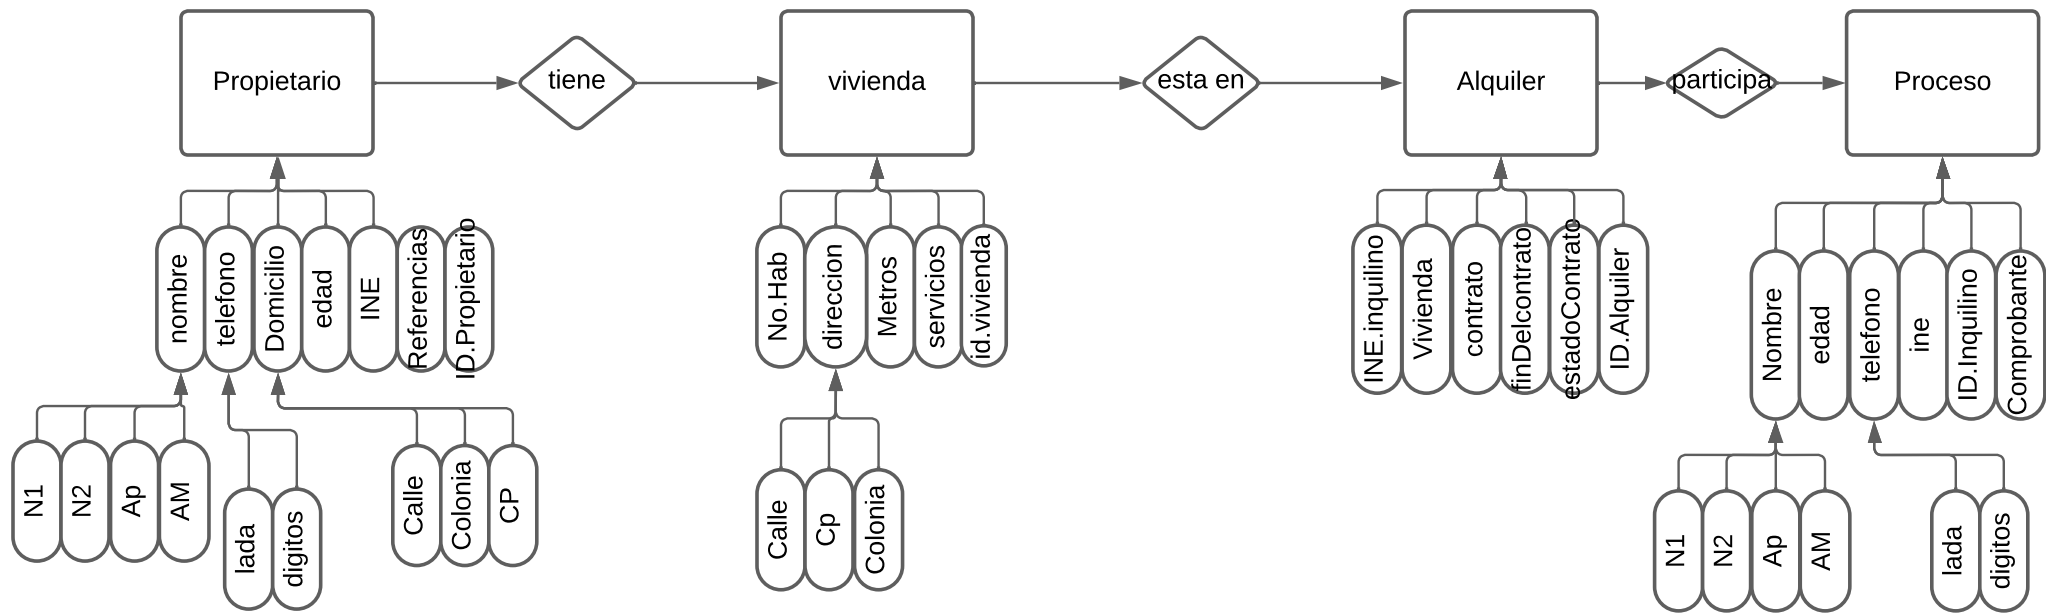 Propietario
tiene
vivienda
esta en
Alquiler
participa
Proceso
nombre
telefono
Domicilio
edad
INE
Referencias
ID.Propietario
No.Hab
direccion
Metros
servicios
id.vivienda
INE.inquilino
Vivienda
contrato
finDelcontrato
estadoContrato
ID.Alquiler
Nombre
edad
telefono
ine
ID.Inquilino
Comprobante
N1
N2
Ap
AM
lada
digitos
Calle
Colonia
CP
Calle
Cp
Colonia
N1
N2
Ap
AM
lada
digitos